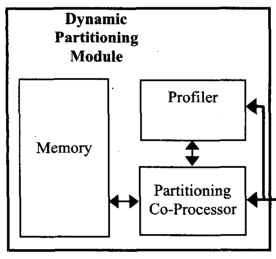 Dynamic
Partitioning
Module
Profiler
Memory
Partitioning
Co-Processor